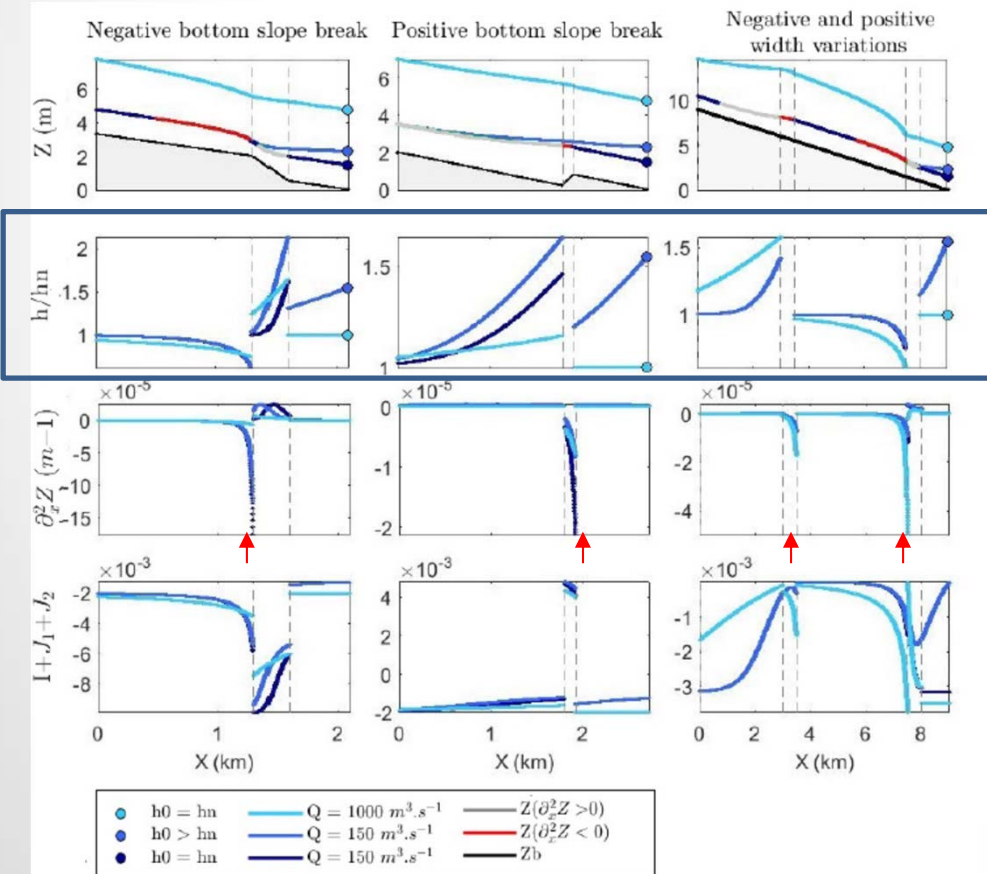 Negative bottom slope break
Positive bottom slope break
Negative and positive
width variations
Z (m)
6
4
2
0
6
4
2
0
10
5
0
h/hn
2
1.5
1
1.5
1
1.5
1
×10⁻⁵
×10⁻⁵
×10⁻⁵
∂²ₓZ (m−1)
0
-5
-10
-15
0
-1
-2
0
-2
-4
×10⁻³
×10⁻³
×10⁻³
I+J₁+J₂
-2
-4
-6
-8
4
2
0
-2
-1
-2
-3
0 1 2
0 1 2
0 2 4 6 8
X (km)
X (km)
X (km)
h0 = hn Q = 1000 m³.s⁻¹ Z(∂²ₓZ >0)
h0 > hn Q = 150 m³.s⁻¹ Z(∂²ₓZ < 0)
h0 = hn Q = 150 m³.s⁻¹ Zb